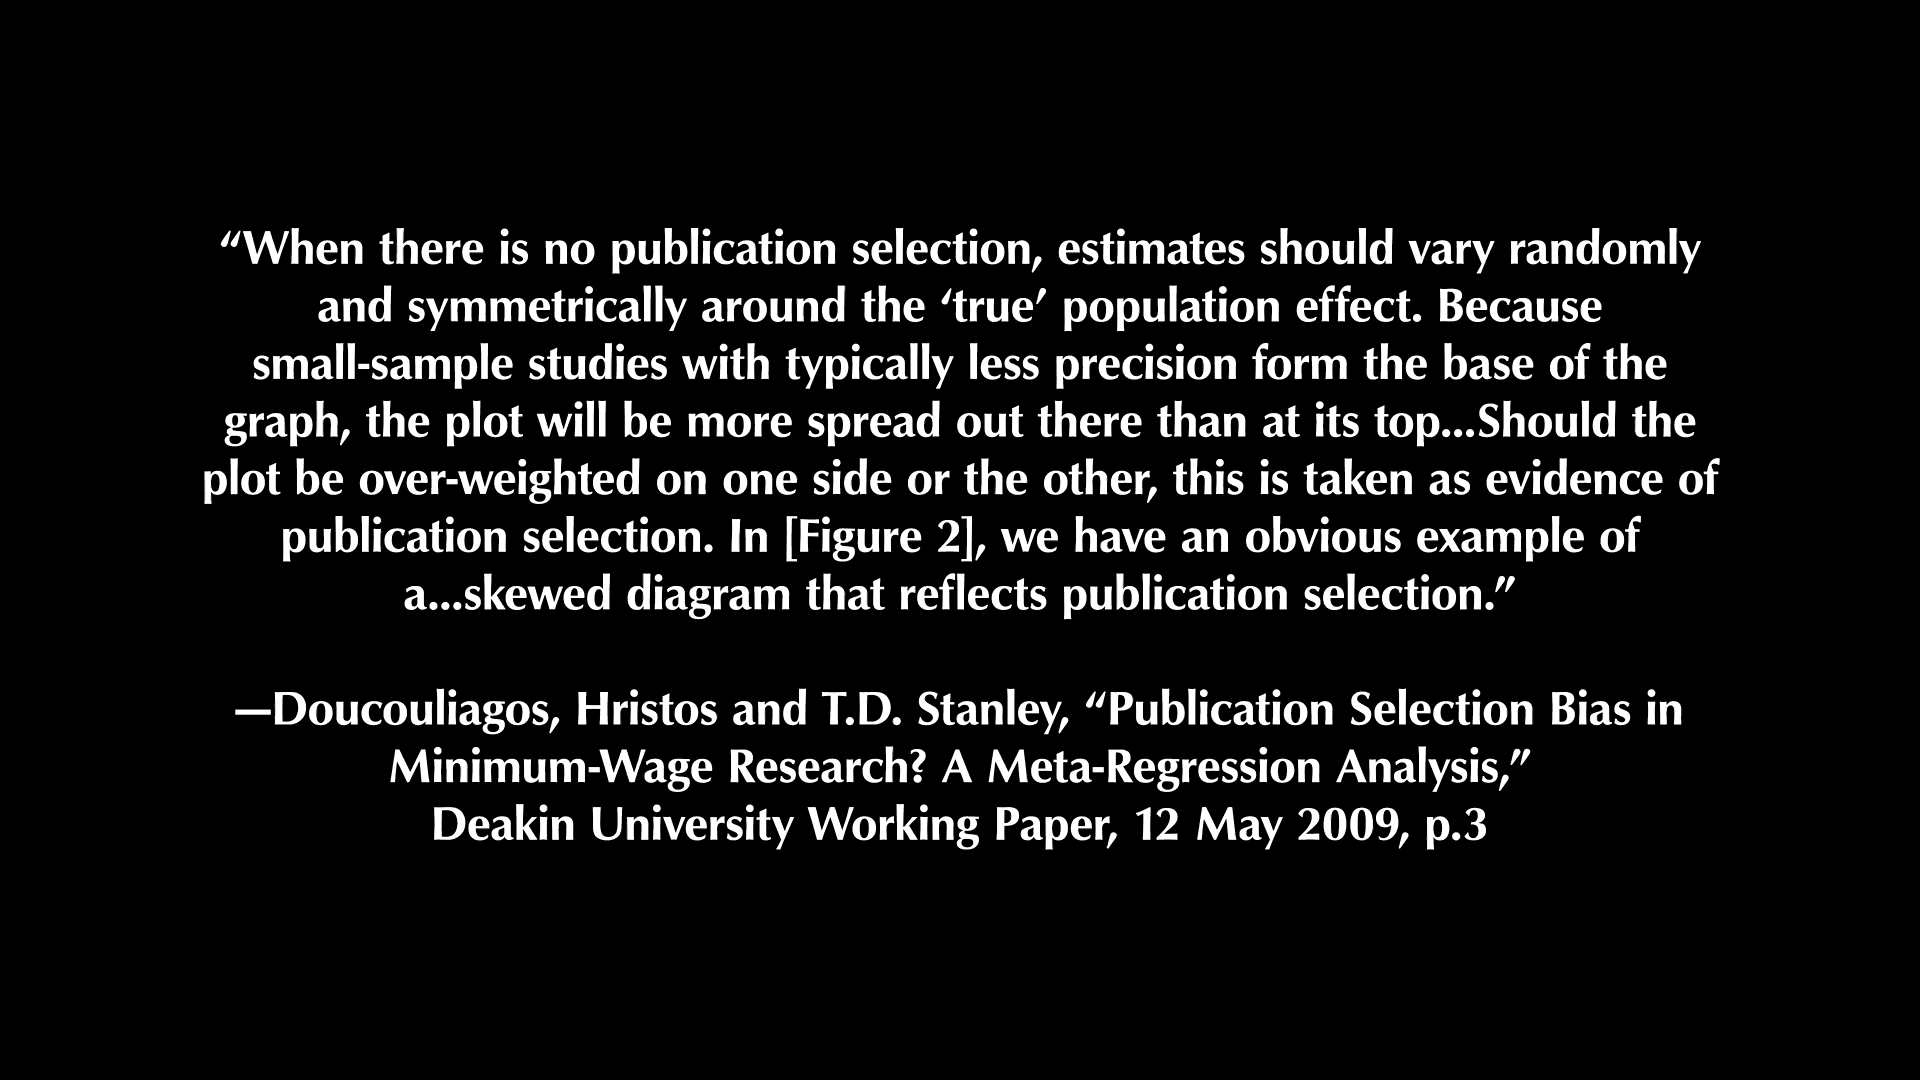 “When there is no publication selection, estimates should vary randomly
and symmetrically around the ‘true’ population effect. Because
small-sample studies with typically less precision form the base of the
graph, the plot will be more spread out there than at its top...Should the
plot be over-weighted on one side or the other, this is taken as evidence of
publication selection. In [Figure 2], we have an obvious example of
a...skewed diagram that reflects publication selection.”
—Doucouliagos, Hristos and T.D. Stanley, “Publication Selection Bias in
Minimum-Wage Research? A Meta-Regression Analysis,”
Deakin University Working Paper, 12 May 2009, p.3